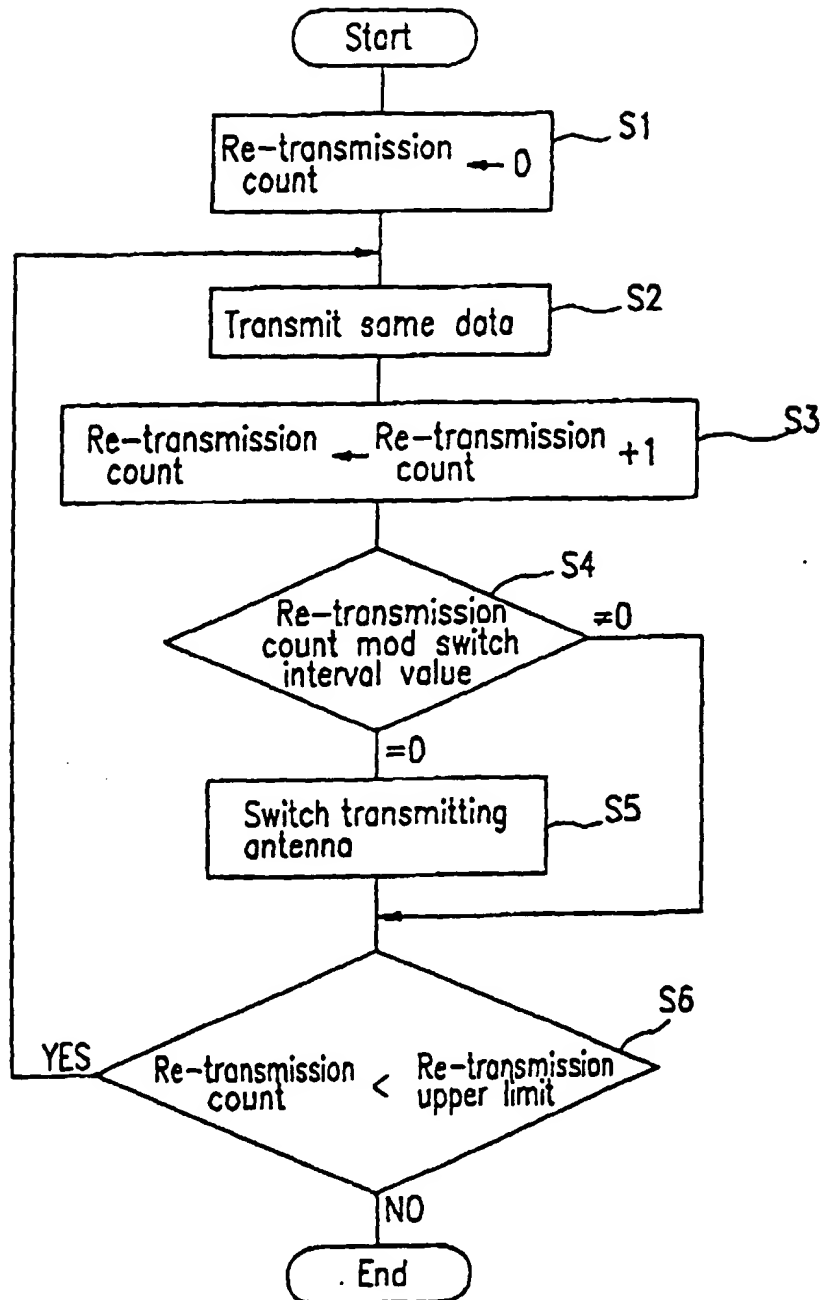 Start
S1
Re-transmission
count ← 0
S2
Transmit same data
S3
Re-transmission ← Re-transmission +1
count count
S4
Re-transmission
count mod switch
interval value
≠0
=0
S5
Switch transmitting
antenna
S6
YES
Re-transmission < Re-transmission
count upper limit
NO
End